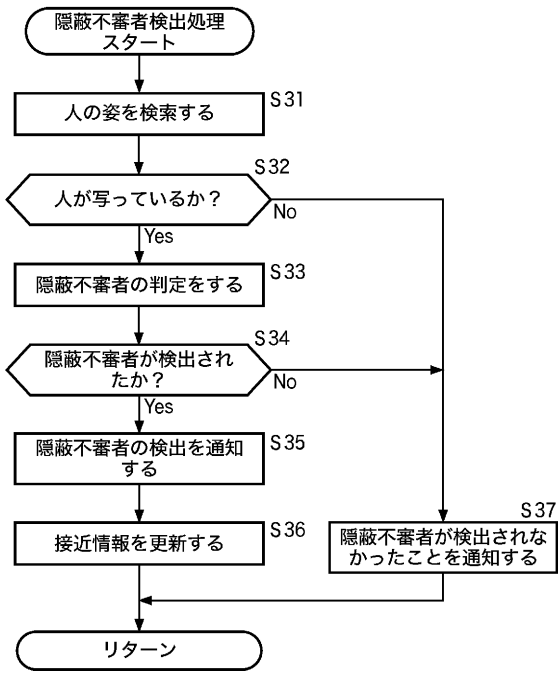 隠蔽不審者検出処理
スタート
S31
人の姿を検索する
S32
人が写っているか？
No
Yes
S33
隠蔽不審者の判定をする
S34
隠蔽不審者が検出され
たか？
No
Yes
S35
隠蔽不審者の検出を通知
する
S36
接近情報を更新する
S37
隠蔽不審者が検出されな
かったことを通知する
リターン